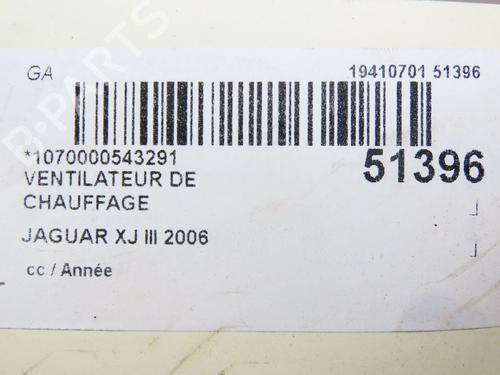 GA
19410701 51396
*1070000543291
51396
VENTILATEUR DE
CHAUFFAGE
JAGUAR XJ III 2006
cc / Année
B-PARTS